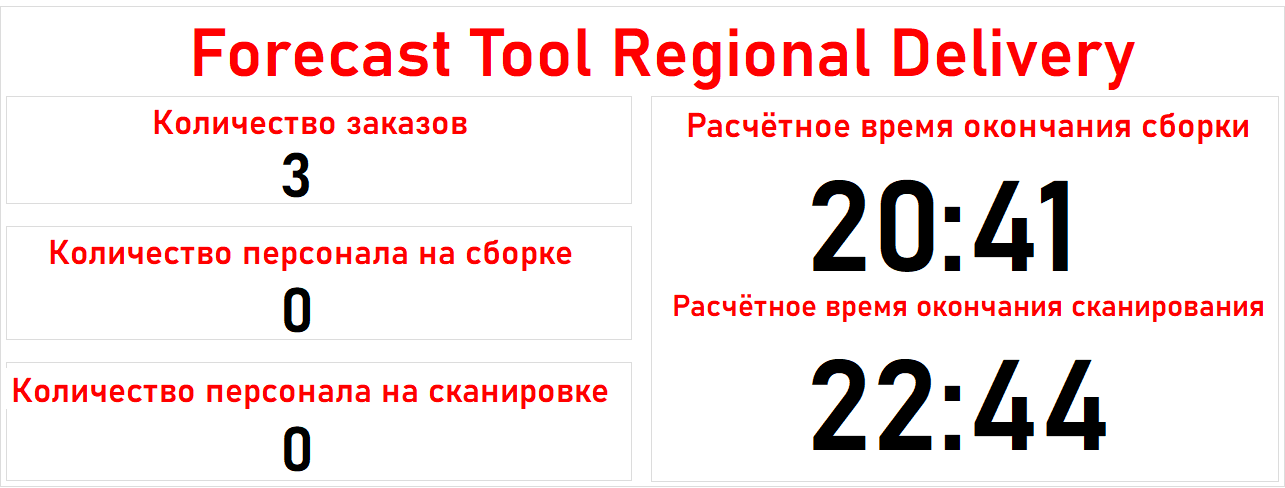 Forecast Tool Regional Delivery
Количество заказов
3
Количество персонала на сборке
0
Количество персонала на сканировке
0
Расчётное время окончания сборки
20:41
Расчётное время окончания сканирования
22:44